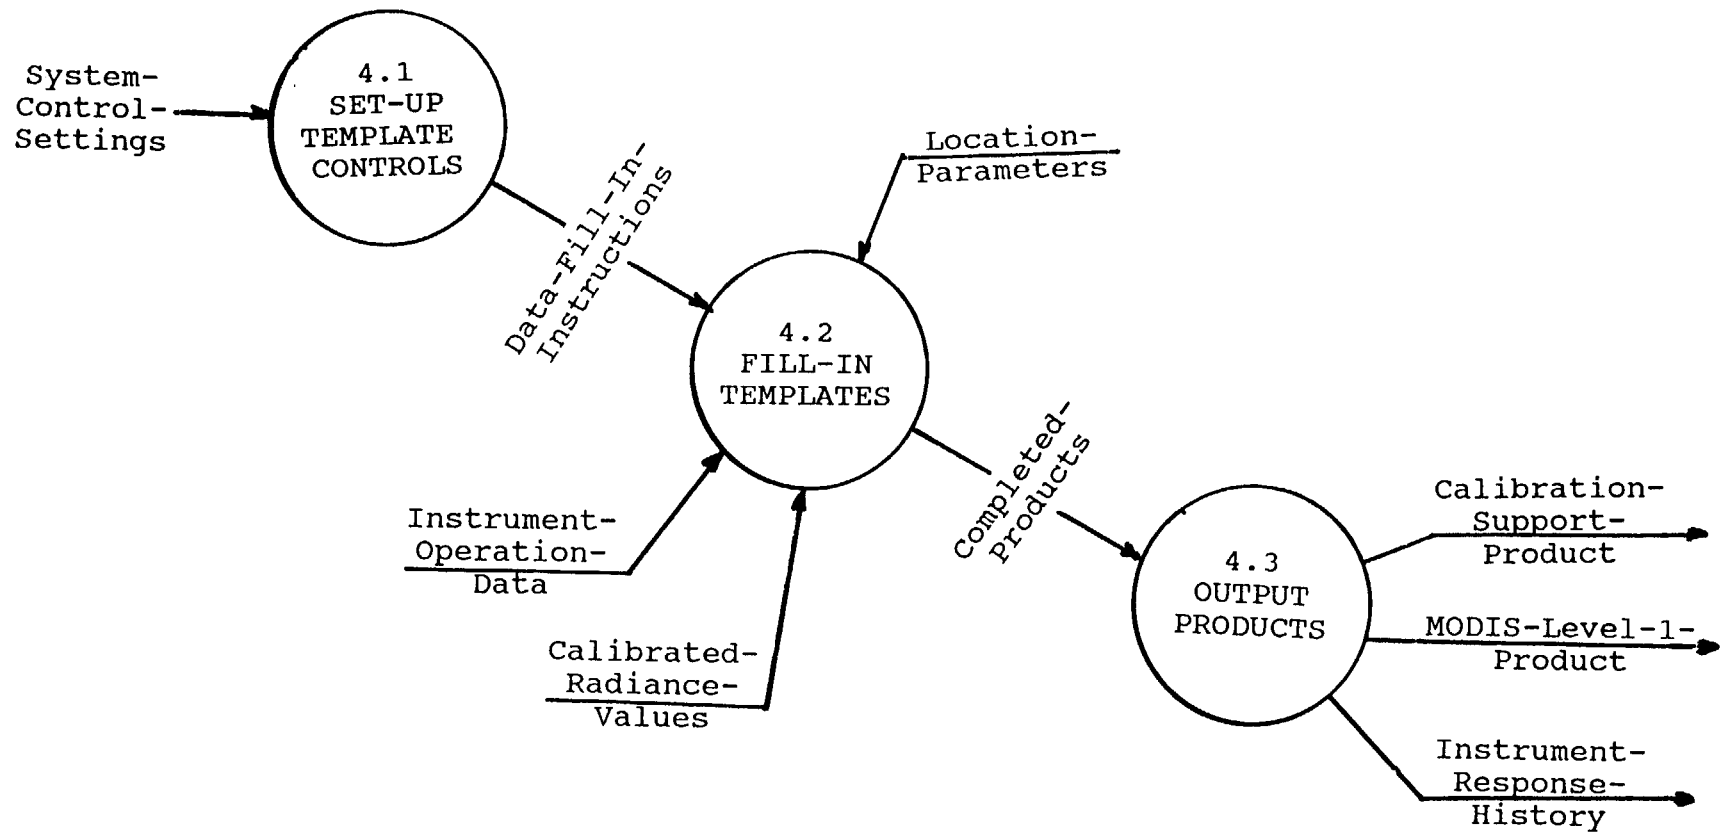 System-
Control-
Settings
4.1
SET-UP
TEMPLATE
CONTROLS
Data-Fill-In-
Instructions
Location-
Parameters
4.2
FILL-IN
TEMPLATES
Instrument-
Operation-
Data
Calibrated-
Radiance-
Values
Completed-
Products
4.3
OUTPUT
PRODUCTS
Calibration-
Support-
Product
MODIS-Level-1-
Product
Instrument-
Response-
History